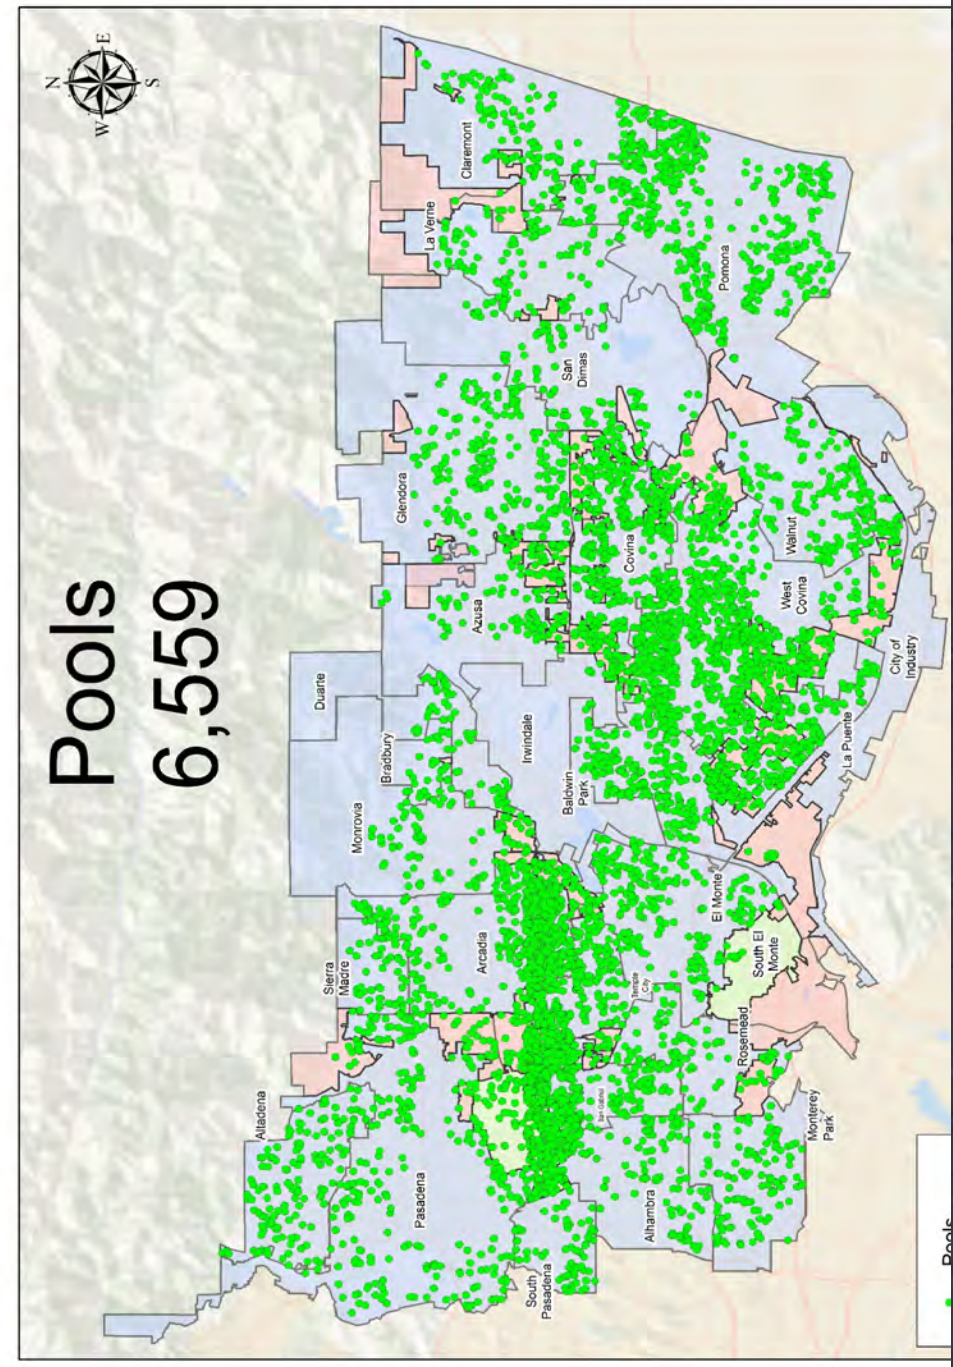 Pools
6,559
N
E
S
W
Altadena
Sierra
Madre
Monrovia
Bradbury
Duarte
Azusa
Glendora
La Verne
Claremont
Pasadena
Arcadia
Irwindale
Baldwin
Park
San
Dimas
Pomona
South
Pasadena
Alhambra
San Gabriel
Temple
City
El Monte
South El
Monte
Rosemead
Monterey
Park
Covina
West
Covina
Walnut
La Puente
City of
Industry
Pools